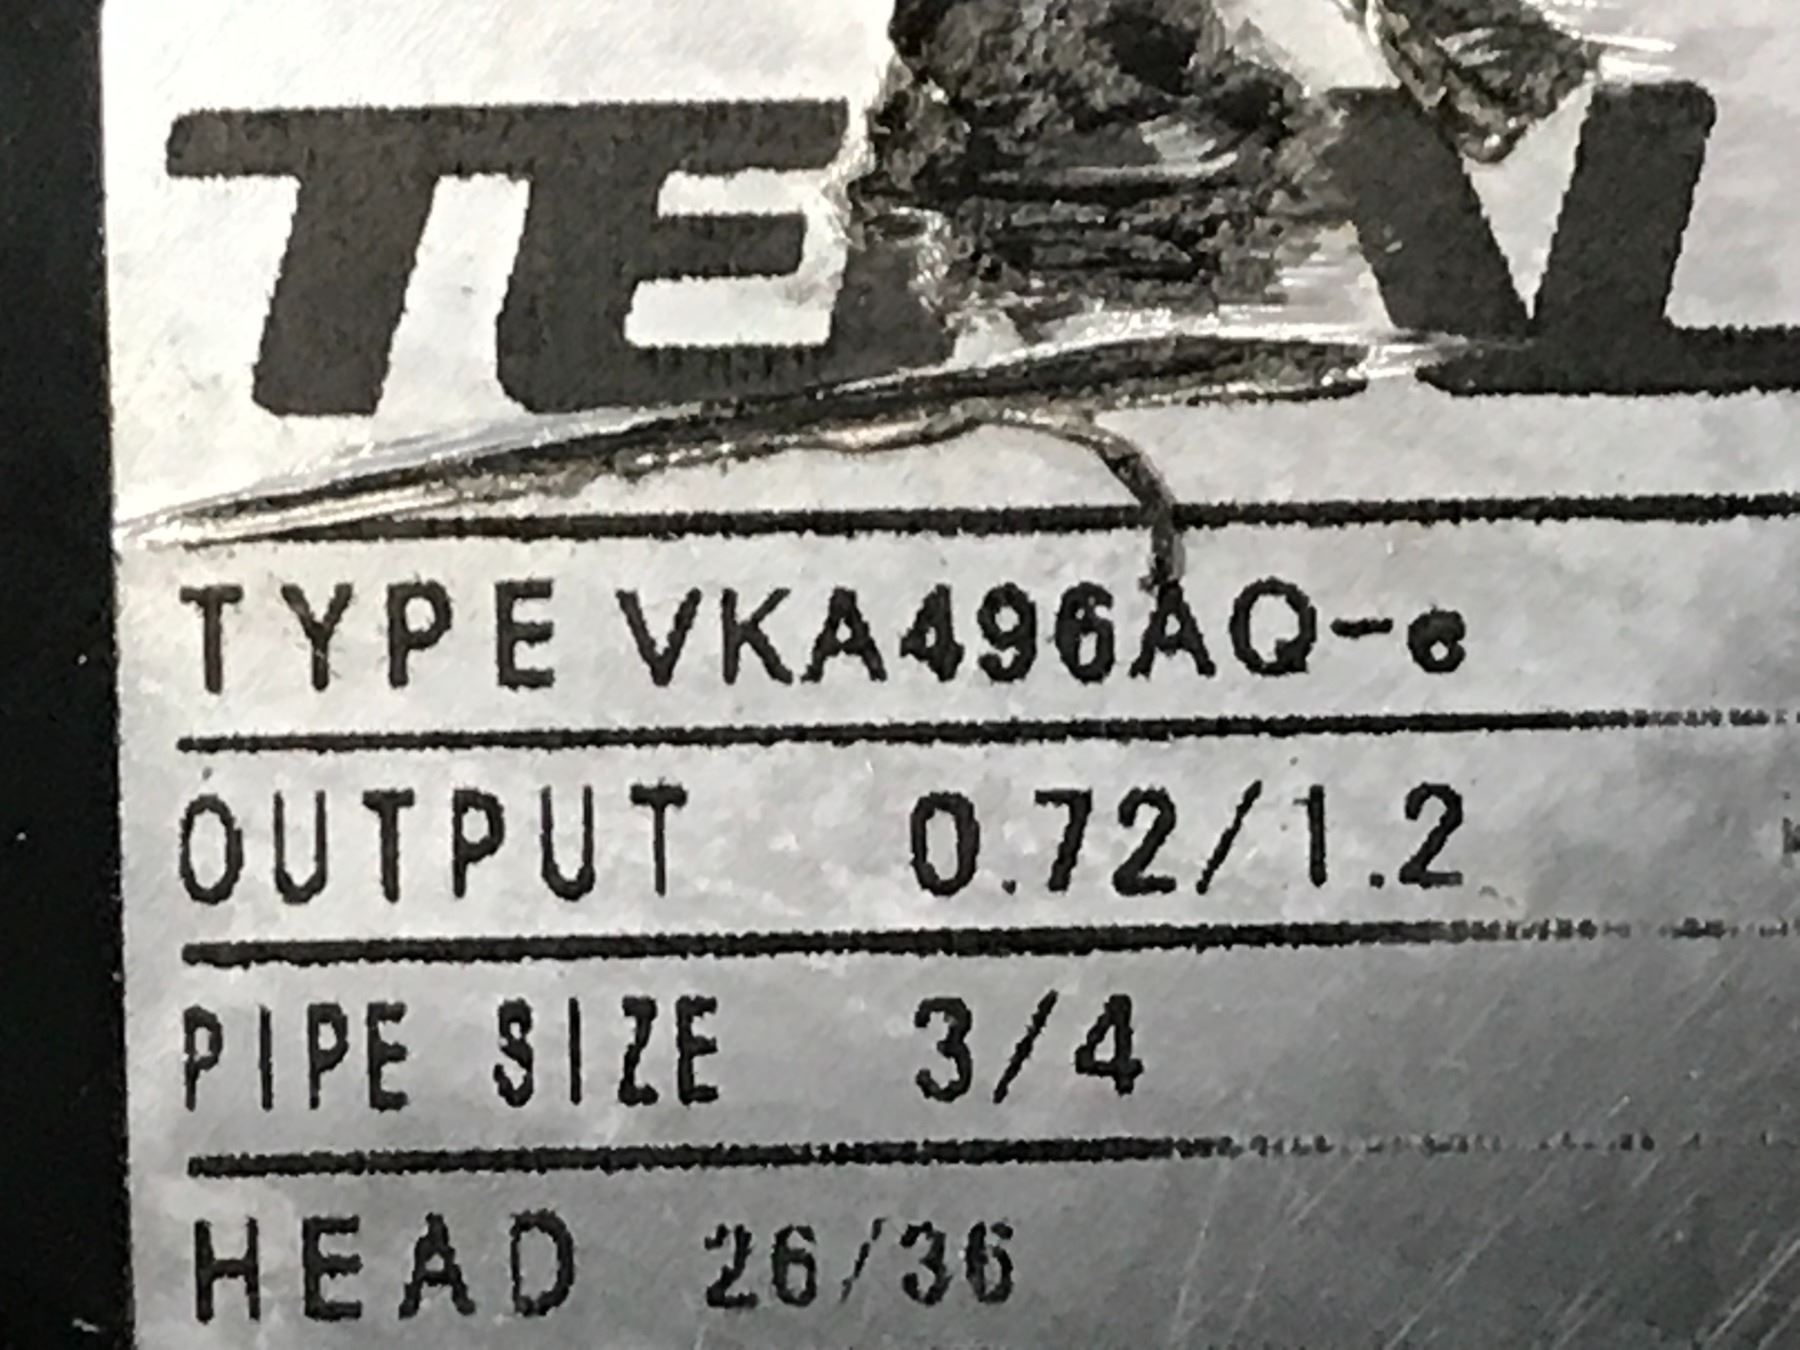 TYPE VKA496AQ-e
OUTPUT 0.72/1.2
PIPE SIZE 3/4
HEAD 26/36